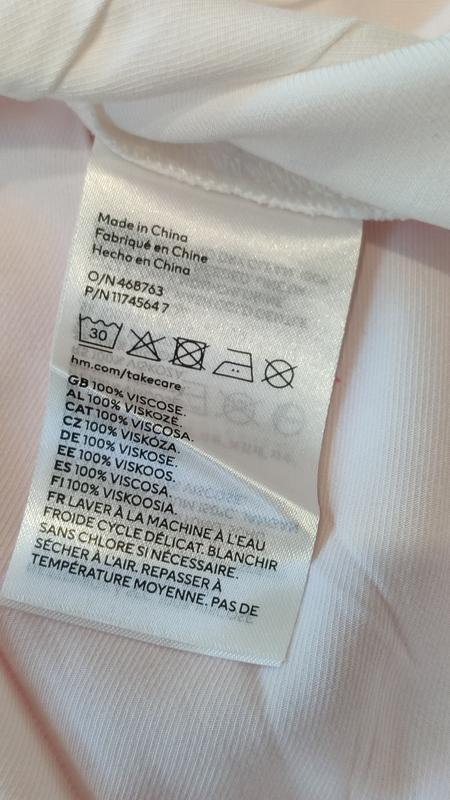 Made in China
Fabriqué en Chine
Hecho en China
O/N 468763
P/N 1174564 7
30
hm.com/takecare
GB 100% VISCOSE.
AL 100% VISKOZË.
CAT 100% VISCOSA.
CZ 100% VISKÓZA.
DE 100% VISKOSE.
EE 100% VISKOOS.
ES 100% VISCOSA.
FI 100% VISKOOSIA.
FR LAVER À LA MACHINE À L'EAU
FROIDE CYCLE DÉLICAT. BLANCHIR
SANS CHLORE SI NÉCESSAIRE.
SÉCHER À L'AIR. REPASSER À
TEMPÉRATURE MOYENNE. PAS DE